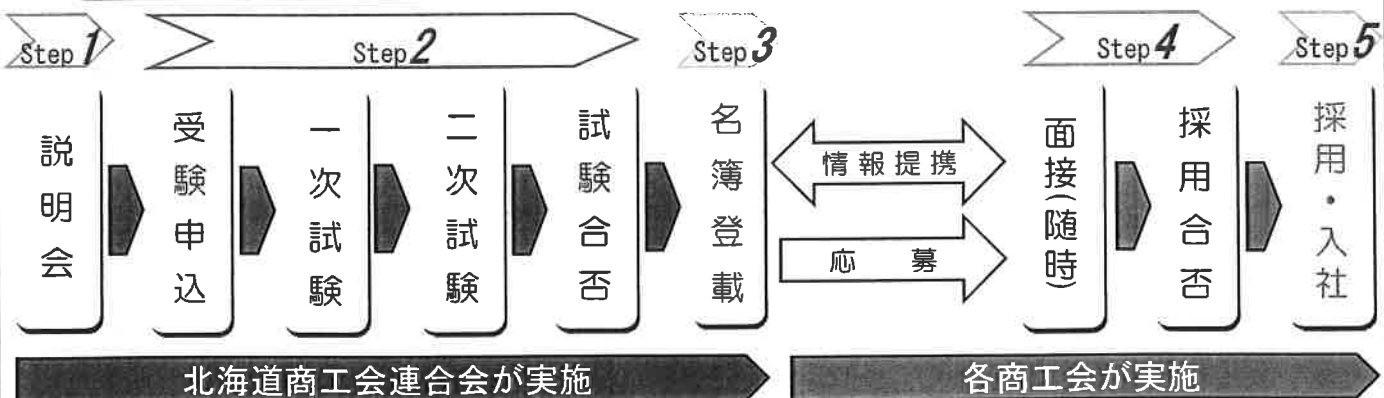 Step 1
Step 2
Step 3
Step 4
Step 5
説明会
受験申込
一次試験
二次試験
試験合否
名簿登載
情報提携
応募
面接(随時)
採用合否
採用・入社
北海道商工会連合会が実施
各商工会が実施